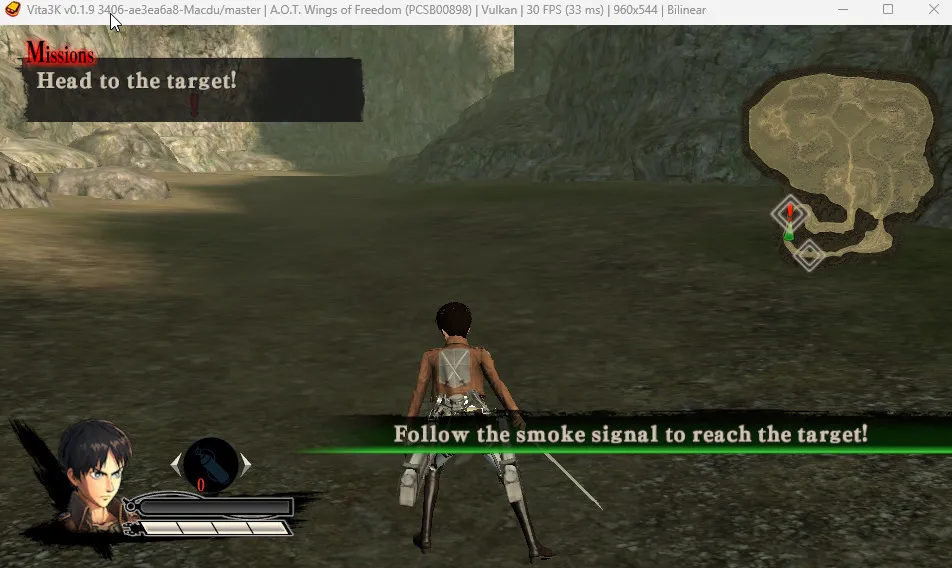 Vita3K v0.1.9 3406-ae3ea6a8-Macdu/master | A.O.T. Wings of Freedom (PCSB00898) | Vulkan | 30 FPS (33 ms) | 960x544 | Bilinear
Missions
Head to the target!
Follow the smoke signal to reach the target!
0